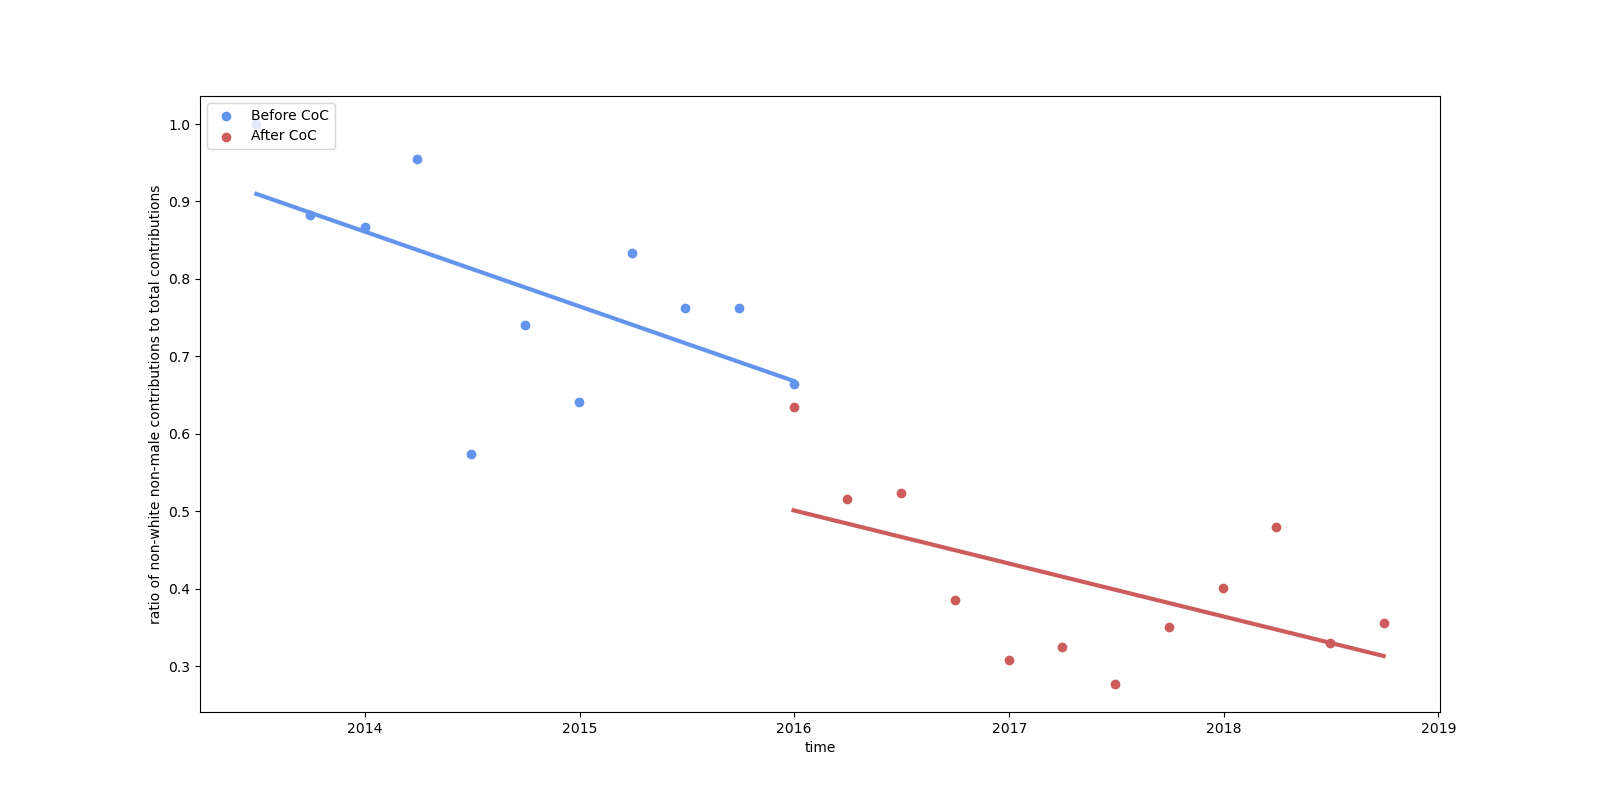 Before CoC
After CoC
1.0
0.9
0.8
0.7
0.6
0.5
0.4
0.3
ratio of non-white non-male contributions to total contributions
2014 2015 2016 2017 2018 2019
time